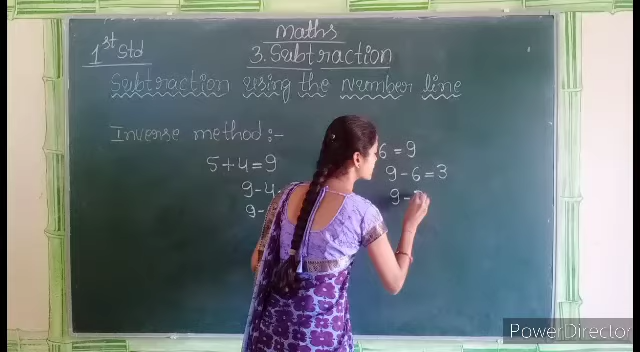 Maths
1st Std
3. Subtraction
Subtraction using the number line
Inverse method :-
5 + 4 = 9
9 - 4
9 -
6 = 9
9 - 6 = 3
9 -
PowerDirector